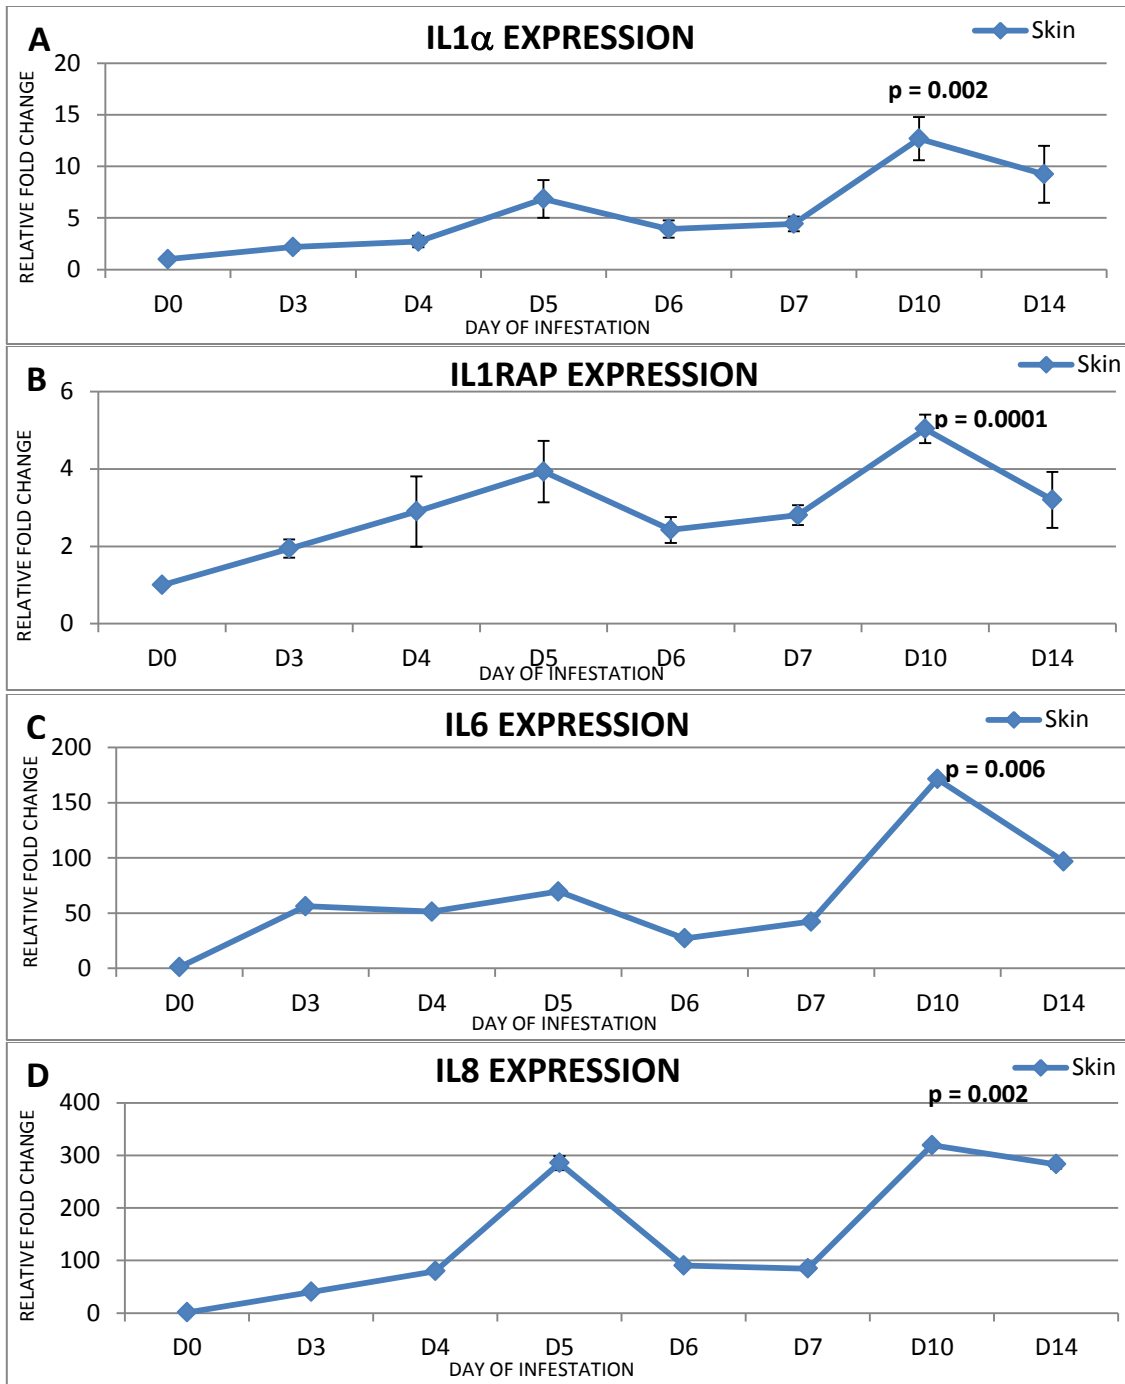 A
IL1α EXPRESSION
Skin
RELATIVE FOLD CHANGE
20
15
10
5
0
p = 0.002
D0 D3 D4 D5 D6 D7 D10 D14
DAY OF INFESTATION
B
IL1RAP EXPRESSION
Skin
RELATIVE FOLD CHANGE
6
4
2
0
p = 0.0001
D0 D3 D4 D5 D6 D7 D10 D14
DAY OF INFESTATION
C
IL6 EXPRESSION
Skin
RELATIVE FOLD CHANGE
200
150
100
50
0
p = 0.006
D0 D3 D4 D5 D6 D7 D10 D14
DAY OF INFESTATION
D
IL8 EXPRESSION
Skin
RELATIVE FOLD CHANGE
400
300
200
100
0
p = 0.002
D0 D3 D4 D5 D6 D7 D10 D14
DAY OF INFESTATION